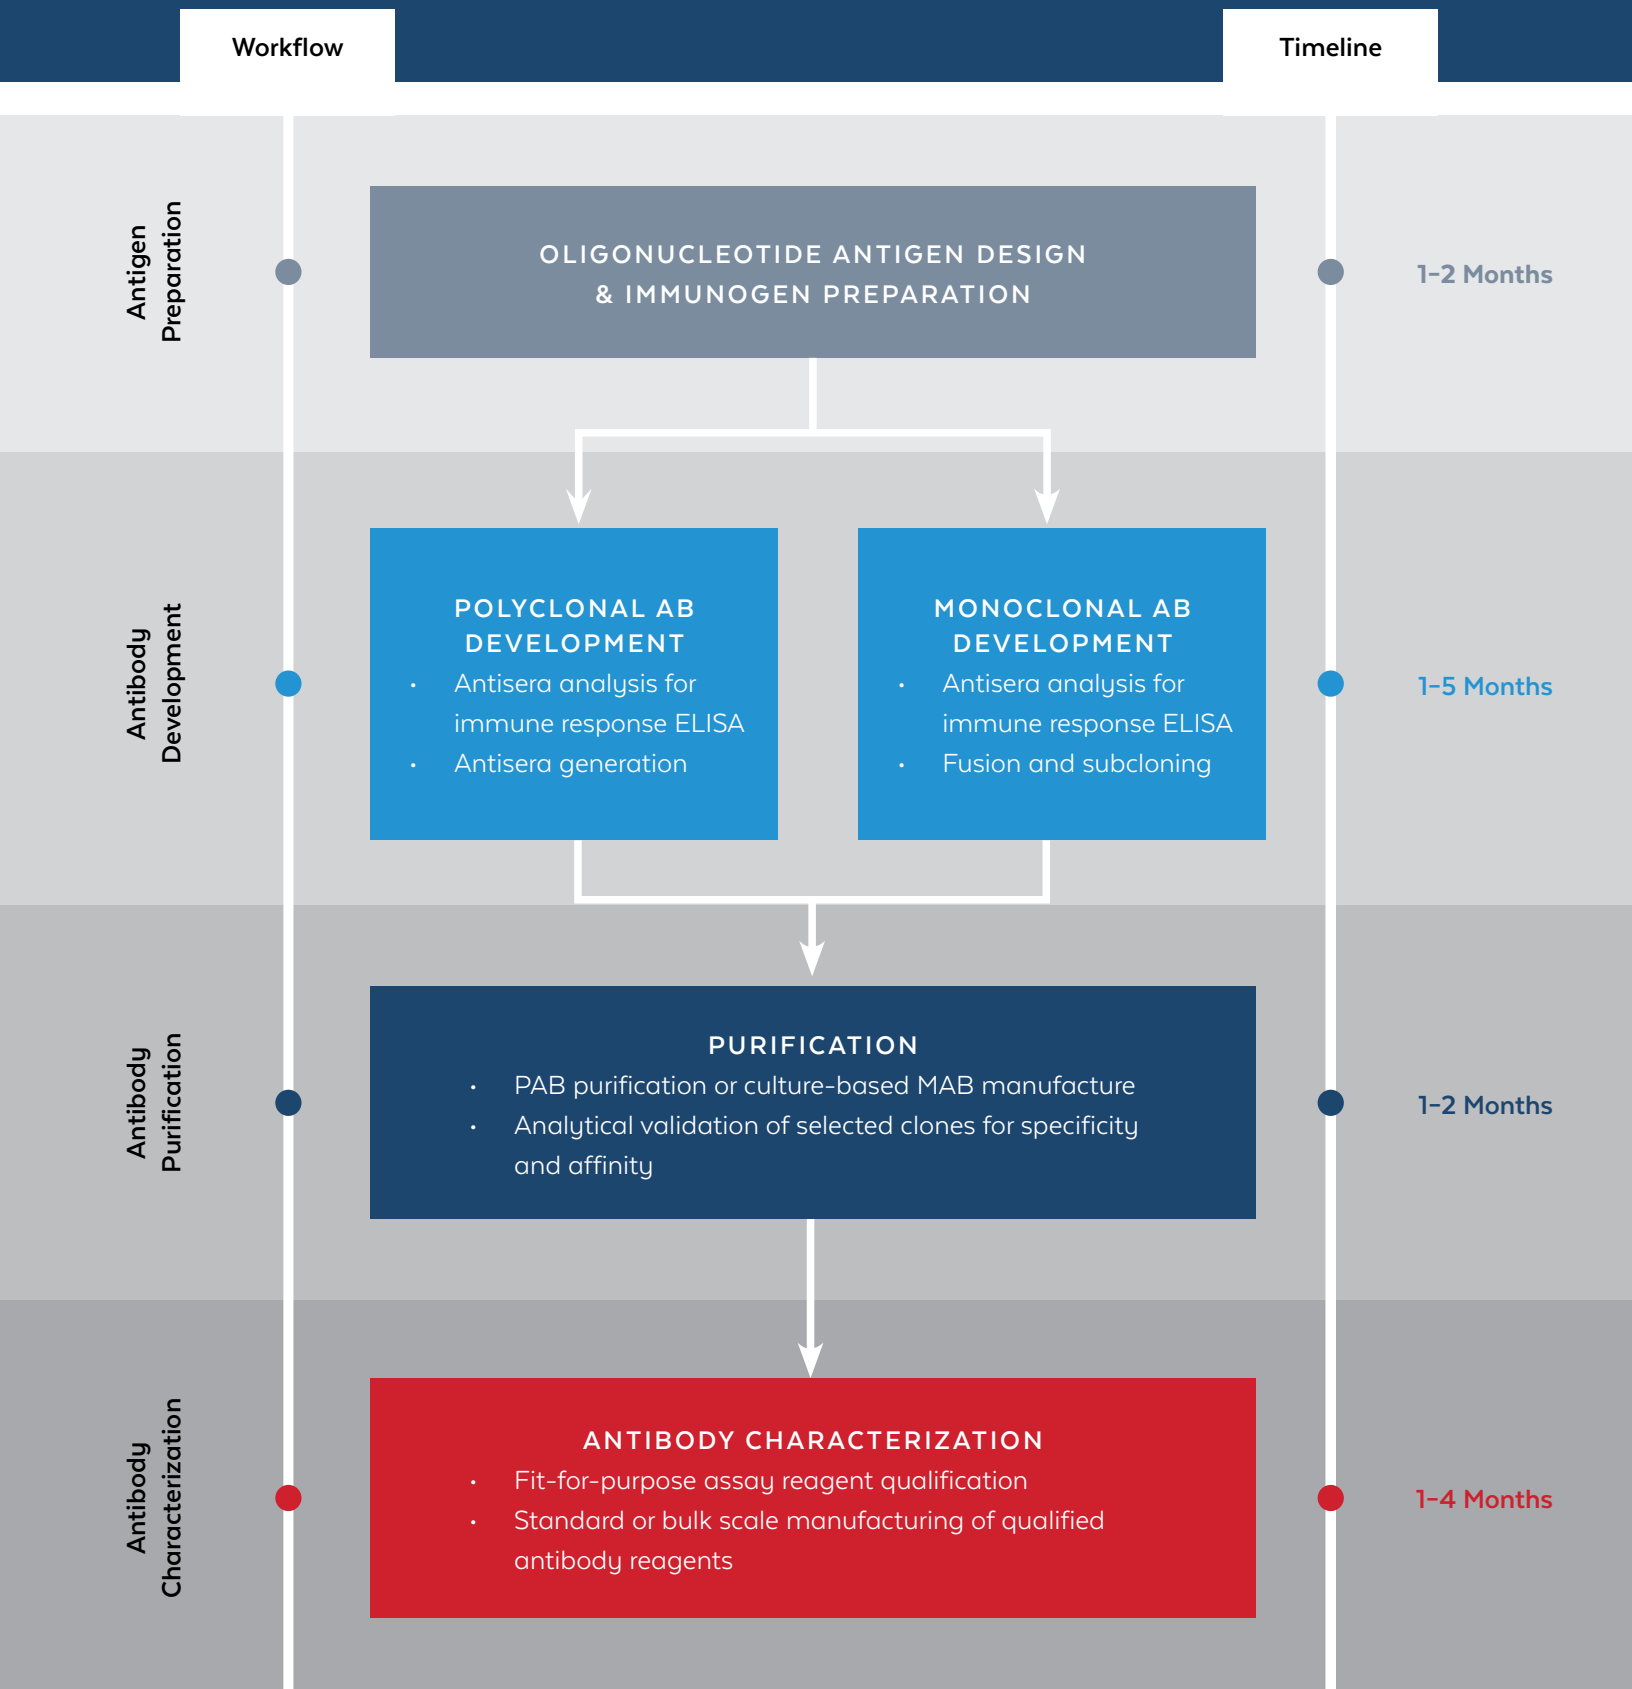 Workflow
Timeline
Antigen
Preparation
OLIGONUCLEOTIDE ANTIGEN DESIGN
& IMMUNOGEN PREPARATION
1–2 Months
Antibody
Development
POLYCLONAL AB
DEVELOPMENT
• Antisera analysis for
immune response ELISA
• Antisera generation
MONOCLONAL AB
DEVELOPMENT
• Antisera analysis for
immune response ELISA
• Fusion and subcloning
1–5 Months
Antibody
Purification
PURIFICATION
• PAB purification or culture-based MAB manufacture
• Analytical validation of selected clones for specificity
and affinity
1–2 Months
Antibody
Characterization
ANTIBODY CHARACTERIZATION
• Fit-for-purpose assay reagent qualification
• Standard or bulk scale manufacturing of qualified
antibody reagents
1–4 Months